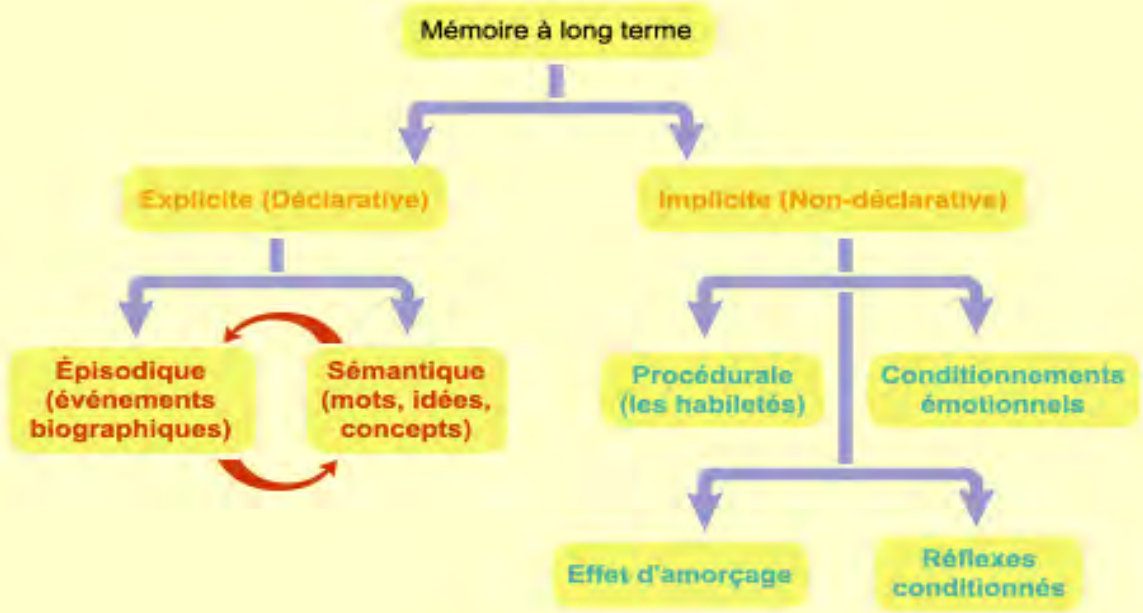 Mémoire à long terme
Explicite (Déclarative)
Implicite (Non-déclarative)
Épisodique
(événements
biographiques)
Sémantique
(mots, idées,
concepts)
Procédurale
(les habiletés)
Conditionnements
émotionnels
Effet d'amorçage
Réflexes
conditionnés